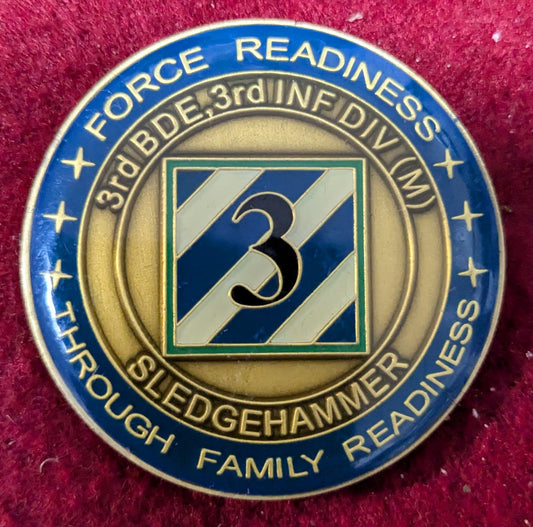 FORCE READINESS
3rd BDE, 3rd INF DIV (M)
3
SLEDGEHAMMER
THROUGH FAMILY READINESS